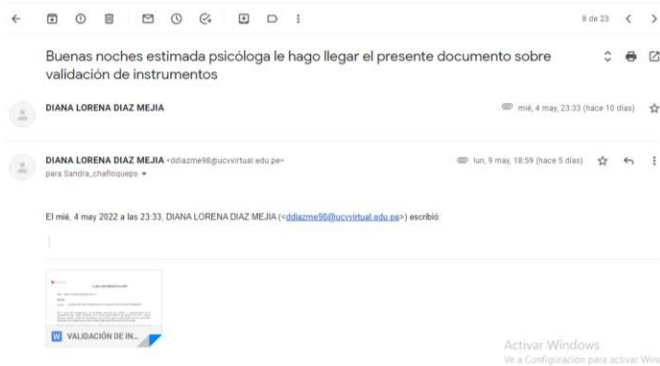 8 de 23
Buenas noches estimada psicóloga le hago llegar el presente documento sobre
validación de instrumentos
DIANA LORENA DIAZ MEJIA
mié, 4 may, 23:33 (hace 10 días)
DIANA LORENA DIAZ MEJIA <ddiazme98@ucvvirtual.edu.pe>
lun, 9 may, 18:59 (hace 5 días)
para Sandra_chafloqueps
El mié, 4 may 2022 a las 23:33, DIANA LORENA DIAZ MEJIA (<ddiazme98@ucvvirtual.edu.pe>) escribió:
W VALIDACIÓN DE IN...
Activar Windows
Ve a Configuración para activar Wind